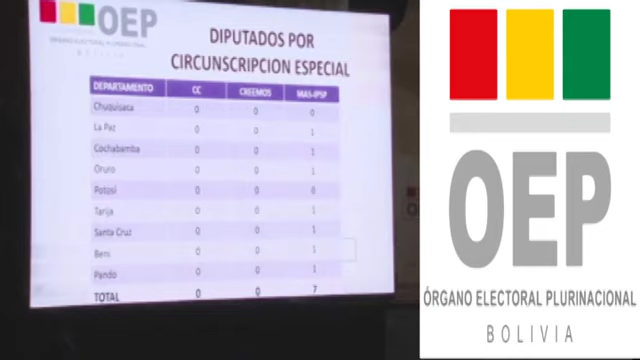 OEP
ÓRGANO ELECTORAL PLURINACIONAL
BOLIVIA
DIPUTADOS POR
CIRCUNSCRIPCION ESPECIAL
DEPARTAMENTO CC CREEMOS MAS-IPSP
Chuquisaca 0 0 0
La Paz 0 0 1
Cochabamba 0 0 1
Oruro 0 0 1
Potosí 0 0 0
Tarija 0 0 1
Santa Cruz 0 0 1
Beni 0 0 1
Pando 0 0 1
TOTAL 0 0 7
OEP
ÓRGANO ELECTORAL PLURINACIONAL
BOLIVIA